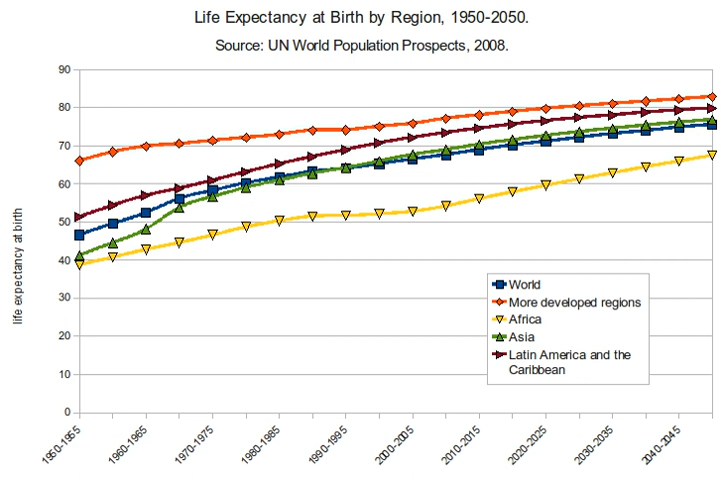 Life Expectancy at Birth by Region, 1950-2050.
Source: UN World Population Prospects, 2008.
90
80
70
60
50
40
30
20
10
0
life expectancy at birth
World
More developed regions
Africa
Asia
Latin America and the
Caribbean
1950-1955
1960-1965
1970-1975
1980-1985
1990-1995
2000-2005
2010-2015
2020-2025
2030-2035
2040-2045